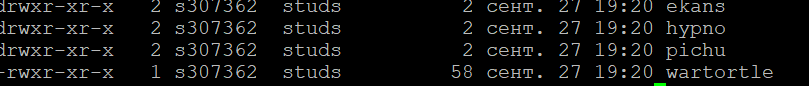 drwxr-xr-x 2 s307362 studs 2 сент. 27 19:20 ekans
drwxr-xr-x 2 s307362 studs 2 сент. 27 19:20 hypno
drwxr-xr-x 2 s307362 studs 2 сент. 27 19:20 pichu
-rwxr-xr-x 1 s307362 studs 58 сент. 27 19:20 wartortle